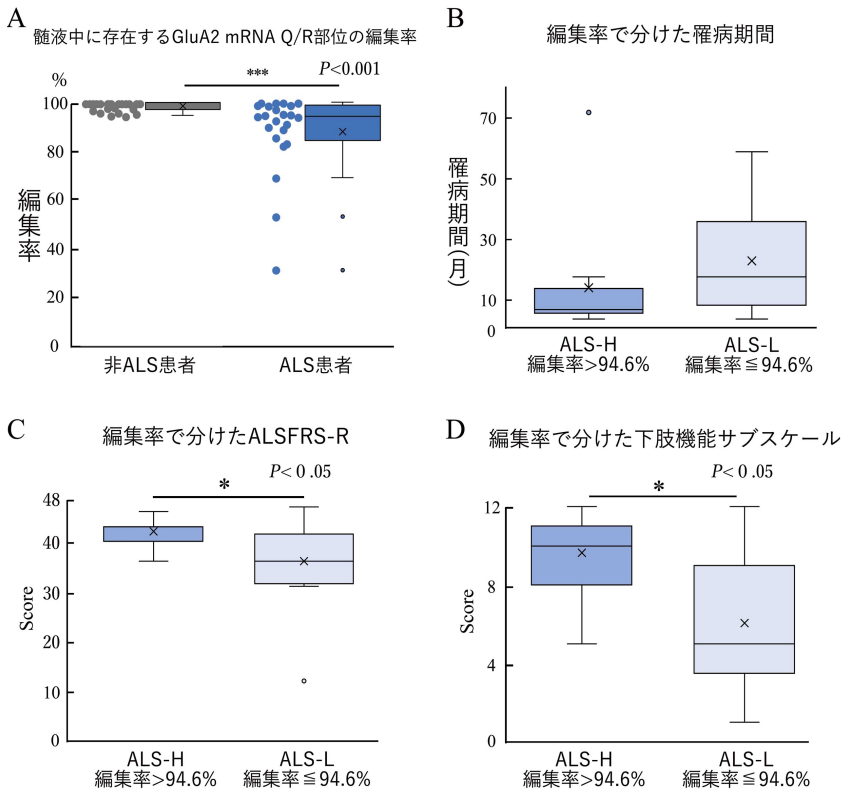 A
髄液中に存在するGluA2 mRNA Q/R部位の編集率
%
***
P<0.001
100
80
60
40
20
0
編集率
非ALS患者
ALS患者
B
編集率で分けた罹病期間
70
50
30
10
0
罹病期間(月)
ALS-H
編集率>94.6%
ALS-L
編集率≦94.6%
C
編集率で分けたALSFRS-R
P< 0 .05
*
48
40
30
20
10
0
Score
ALS-H
編集率>94.6%
ALS-L
編集率≦94.6%
D
編集率で分けた下肢機能サブスケール
P< 0 .05
*
12
8
4
0
Score
ALS-H
編集率>94.6%
ALS-L
編集率≦94.6%